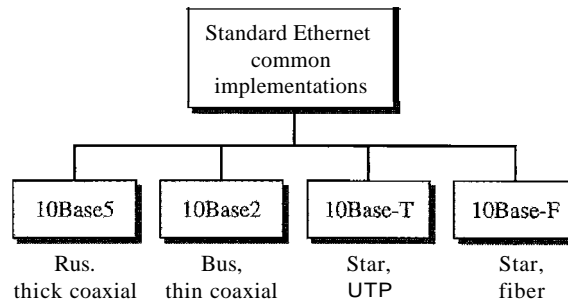 Standard Ethernet
common
implementations
10Base5
10Base2
10Base-T
10Base-F
Rus.
thick coaxial
Bus,
thin coaxial
Star,
UTP
Star,
fiber